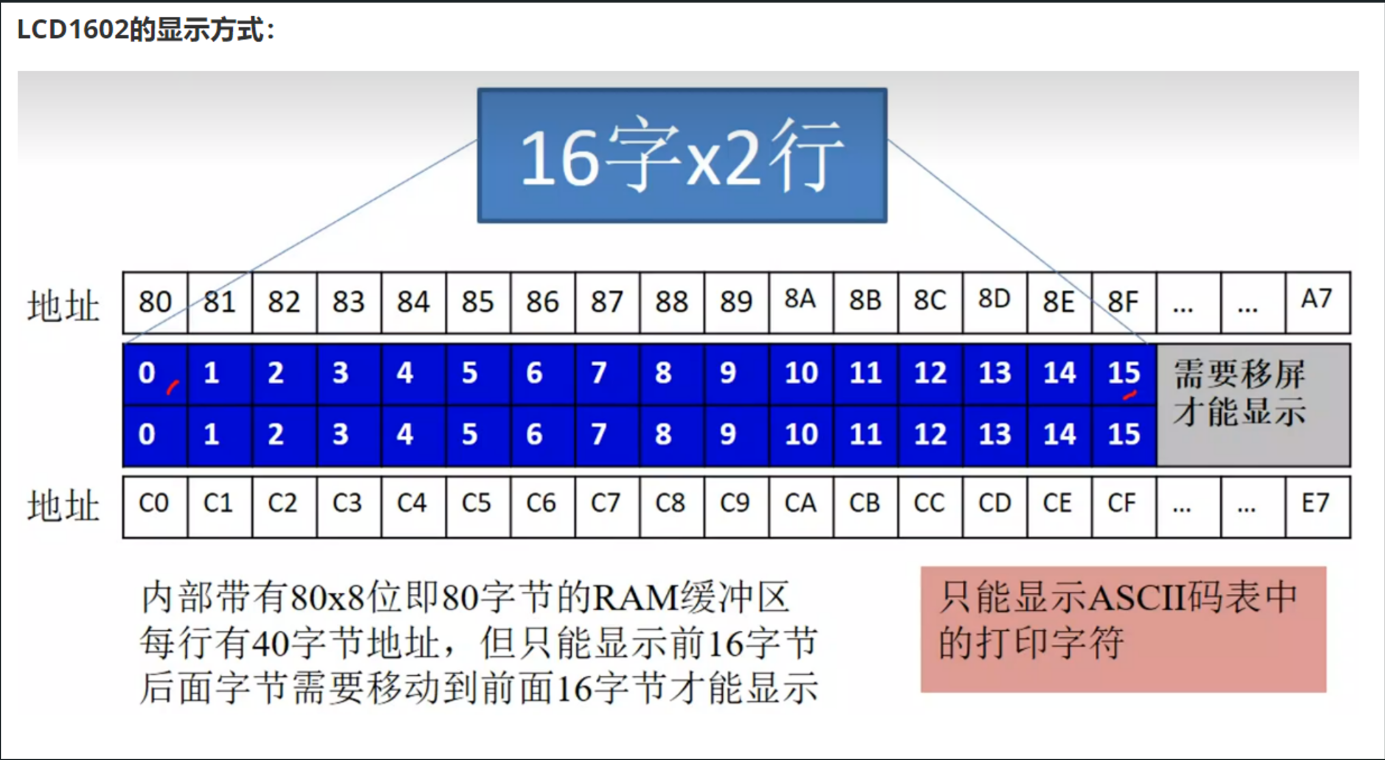 LCD1602的显示方式：
16字x2行
地址 80 81 82 83 84 85 86 87 88 89 8A 8B 8C 8D 8E 8F ... ... A7
0 1 2 3 4 5 6 7 8 9 10 11 12 13 14 15
需要移屏
才能显示
0 1 2 3 4 5 6 7 8 9 10 11 12 13 14 15
地址 C0 C1 C2 C3 C4 C5 C6 C7 C8 C9 CA CB CC CD CE CF ... ... E7
内部带有80x8位即80字节的RAM缓冲区
每行有40字节地址，但只能显示前16字节
后面字节需要移动到前面16字节才能显示
只能显示ASCII码表中
的打印字符